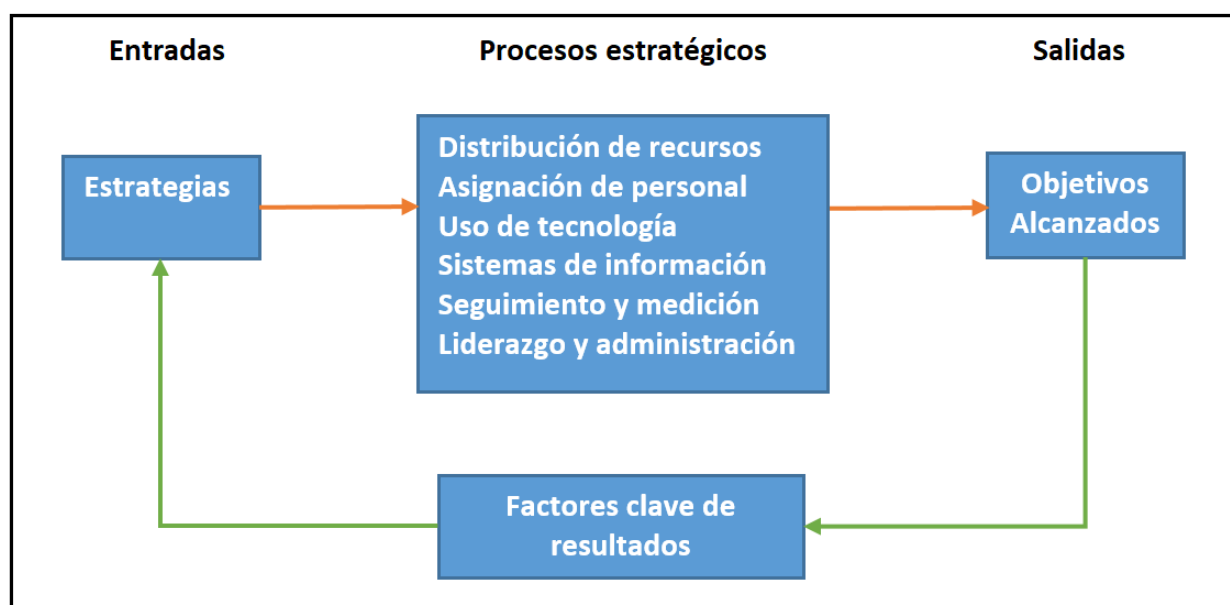 Entradas
Procesos estratégicos
Salidas
Estrategias
Distribución de recursos
Asignación de personal
Uso de tecnología
Sistemas de información
Seguimiento y medición
Liderazgo y administración
Objetivos
Alcanzados
Factores clave de
resultados